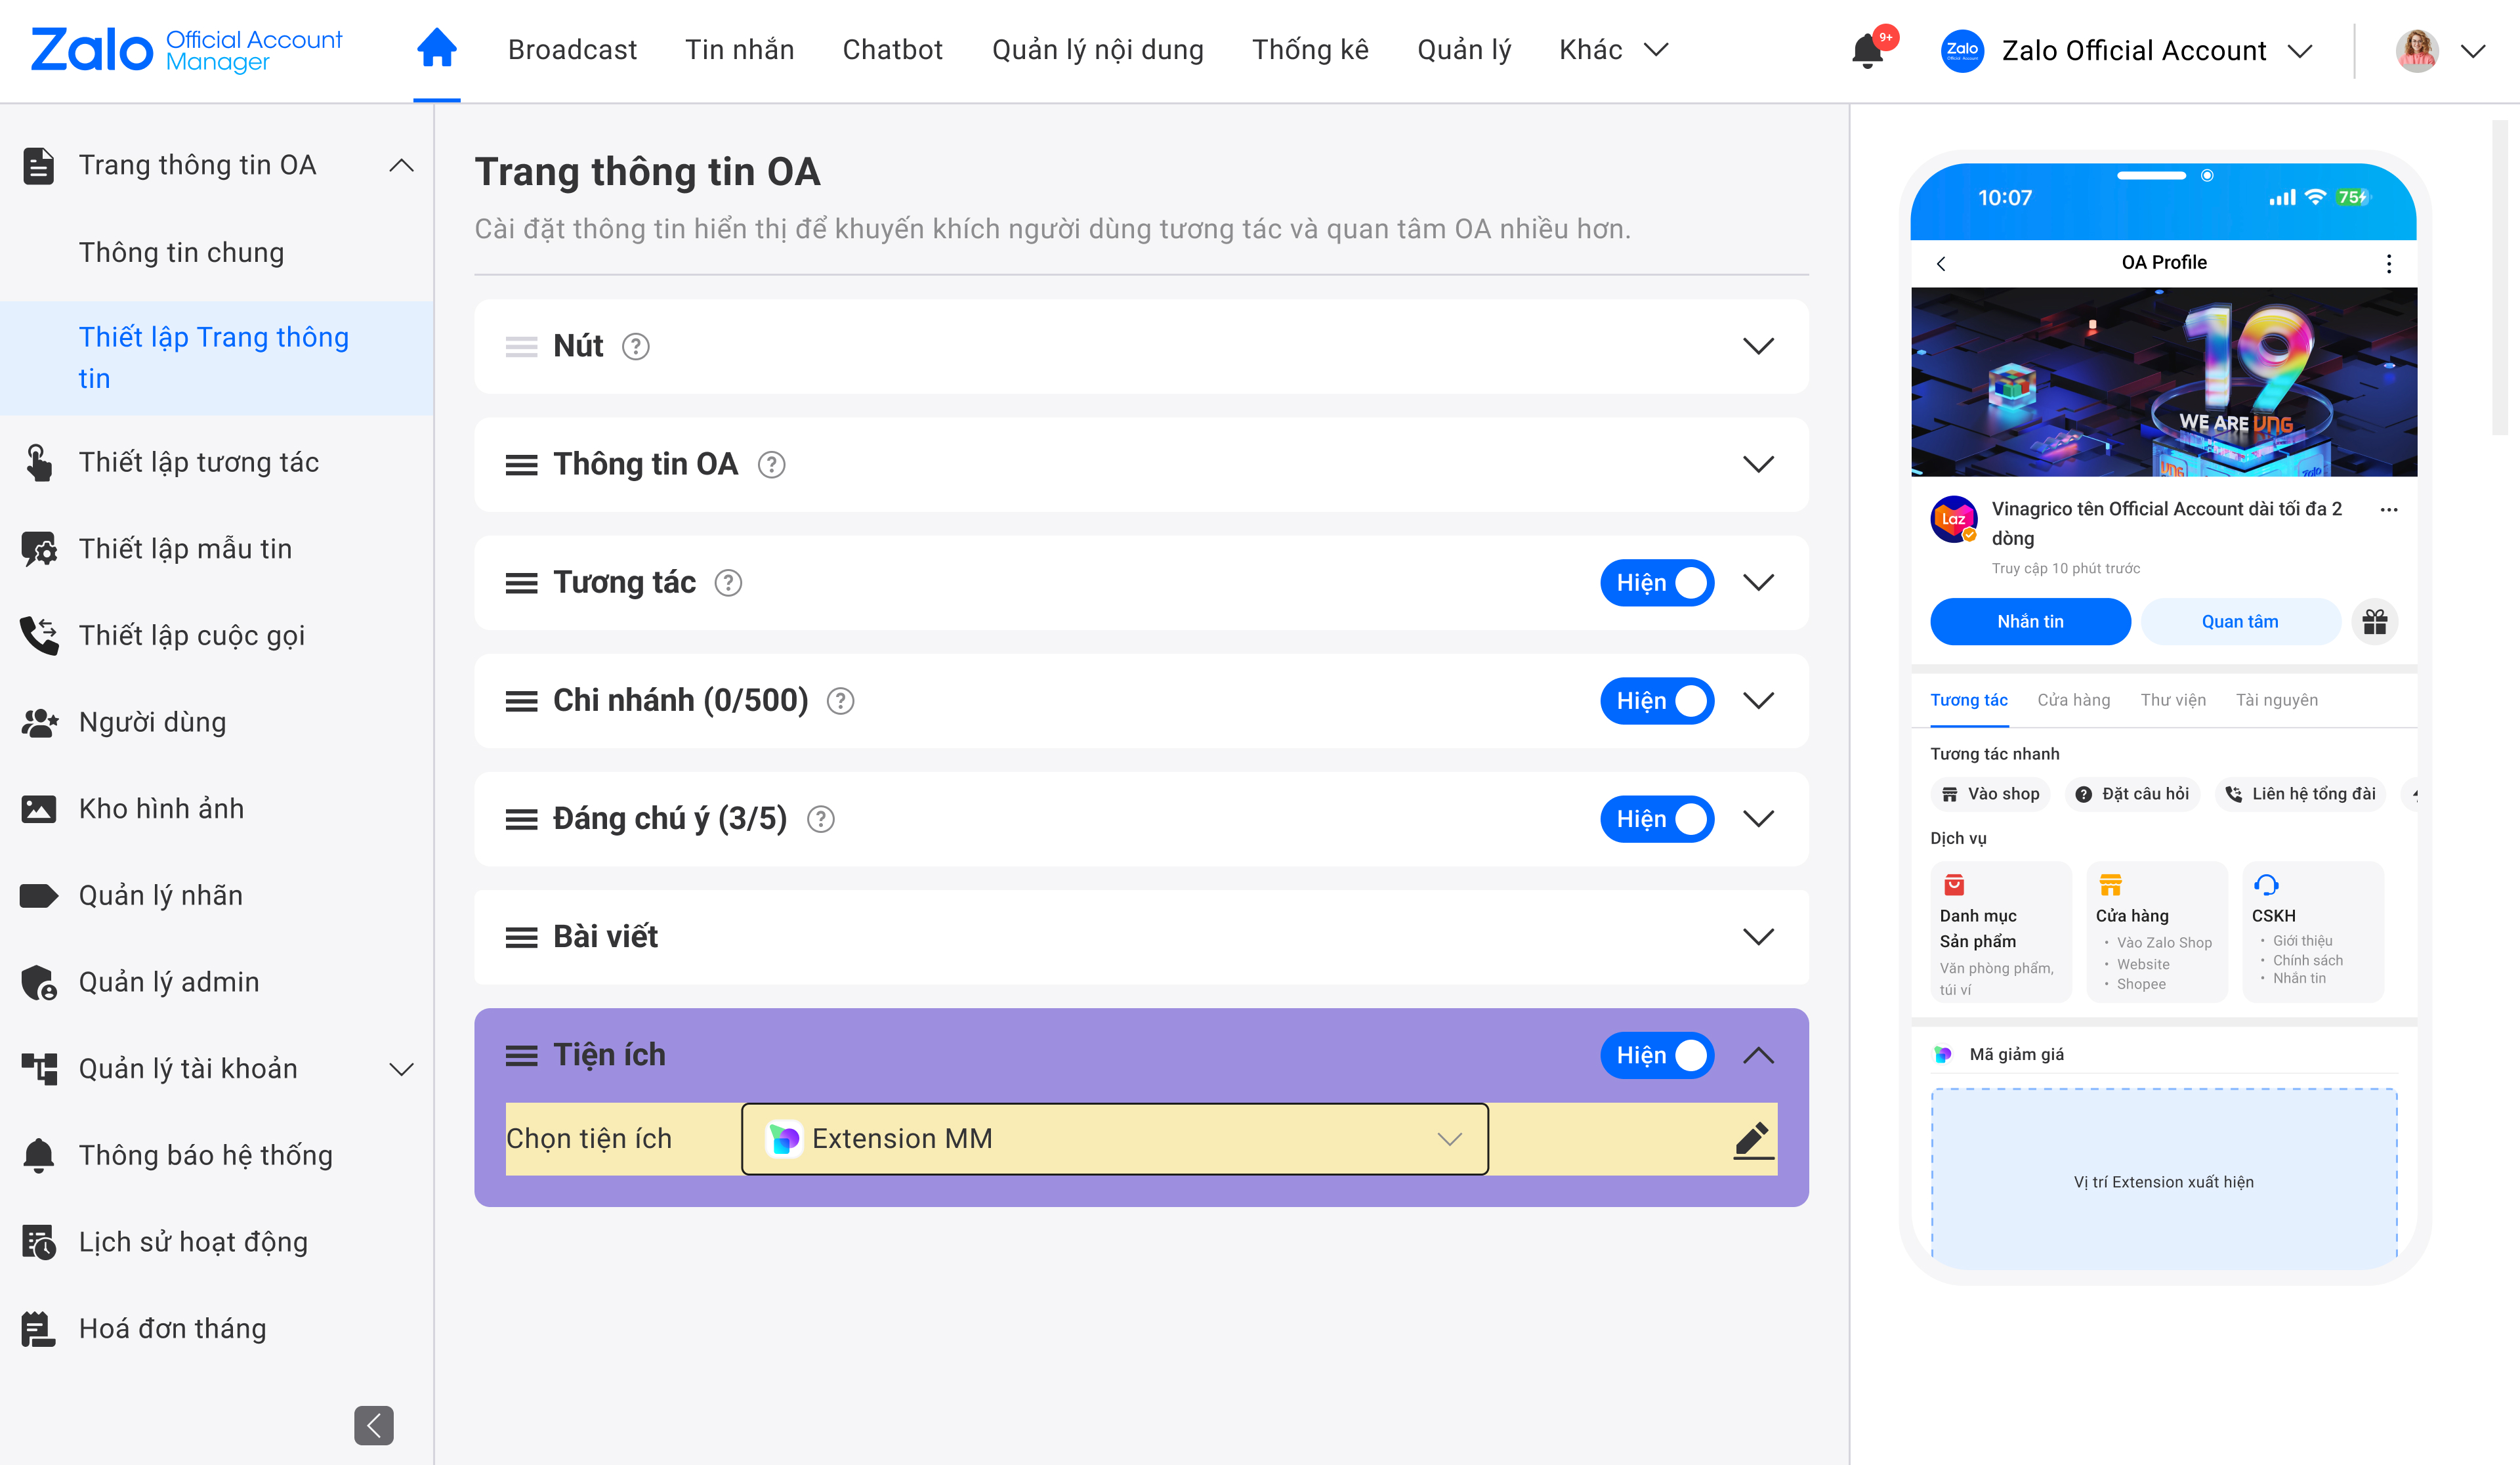 Zalo Official Account Manager
Broadcast
Tin nhắn
Chatbot
Quản lý nội dung
Thống kê
Quản lý
Khác
9+
Zalo Official Account
Zalo Official Account
Trang thông tin OA
Thông tin chung
Thiết lập Trang thông
tin
Thiết lập tương tác
Thiết lập mẫu tin
Thiết lập cuộc gọi
Người dùng
Kho hình ảnh
Quản lý nhãn
Quản lý admin
Quản lý tài khoản
Thông báo hệ thống
Lịch sử hoạt động
Hoá đơn tháng
Trang thông tin OA
Cài đặt thông tin hiển thị để khuyến khích người dùng tương tác và quan tâm OA nhiều hơn.
Nút ?
Thông tin OA ?
Tương tác ? Hiện
Chi nhánh (0/500) ? Hiện
Đáng chú ý (3/5) ? Hiện
Bài viết
Tiện ích Hiện
Chọn tiện ích Extension MM
10:07
75
OA Profile
19
WE ARE VNG
VNG
Zalo
Laz
Vinagrico tên Official Account dài tối đa 2
dòng
Truy cập 10 phút trước
Nhắn tin
Quan tâm
Tương tác
Cửa hàng
Thư viện
Tài nguyên
Tương tác nhanh
Vào shop
Đặt câu hỏi
Liên hệ tổng đài
Dịch vụ
Danh mục
Sản phẩm
Văn phòng phẩm,
túi ví
Cửa hàng
• Vào Zalo Shop
• Website
• Shopee
CSKH
• Giới thiệu
• Chính sách
• Nhắn tin
Mã giảm giá
Vị trí Extension xuất hiện